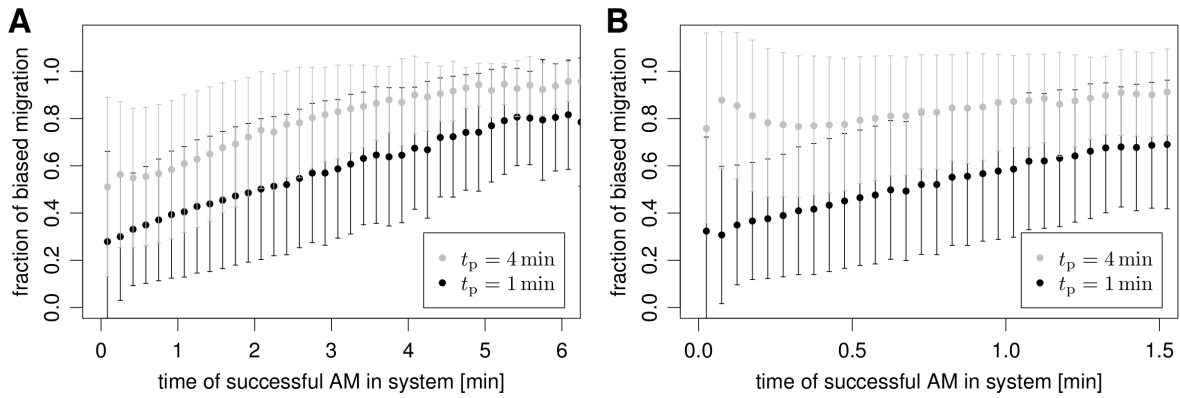 A
fraction of biased migration
0.0 0.2 0.4 0.6 0.8 1.0
t_p = 4 min
t_p = 1 min
0 1 2 3 4 5 6
time of successful AM in system [min]
B
fraction of biased migration
0.0 0.2 0.4 0.6 0.8 1.0
t_p = 4 min
t_p = 1 min
0.0 0.5 1.0 1.5
time of successful AM in system [min]